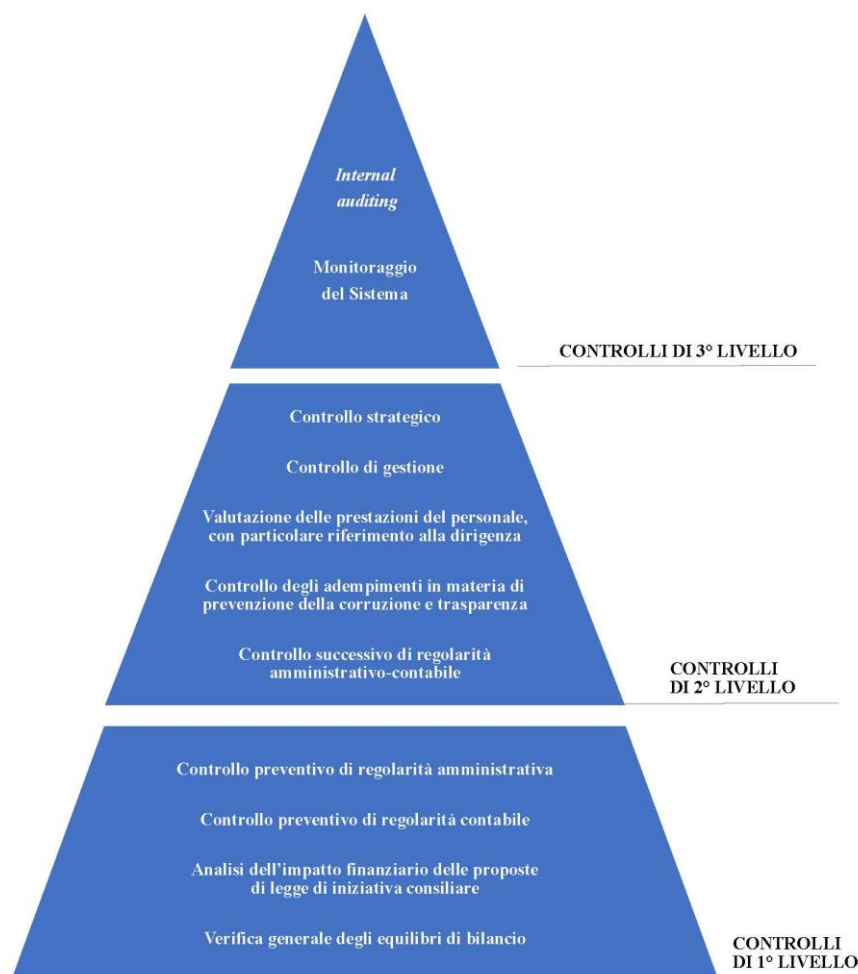 Internal
auditing
Monitoraggio
del Sistema
CONTROLLI DI 3° LIVELLO
Controllo strategico
Controllo di gestione
Valutazione delle prestazioni del personale,
con particolare riferimento alla dirigenza
Controllo degli adempimenti in materia di
prevenzione della corruzione e trasparenza
Controllo successivo di regolarità
amministrativo-contabile
CONTROLLI
DI 2° LIVELLO
Controllo preventivo di regolarità amministrativa
Controllo preventivo di regolarità contabile
Analisi dell'impatto finanziario delle proposte
di legge di iniziativa consiliare
Verifica generale degli equilibri di bilancio
CONTROLLI
DI 1° LIVELLO